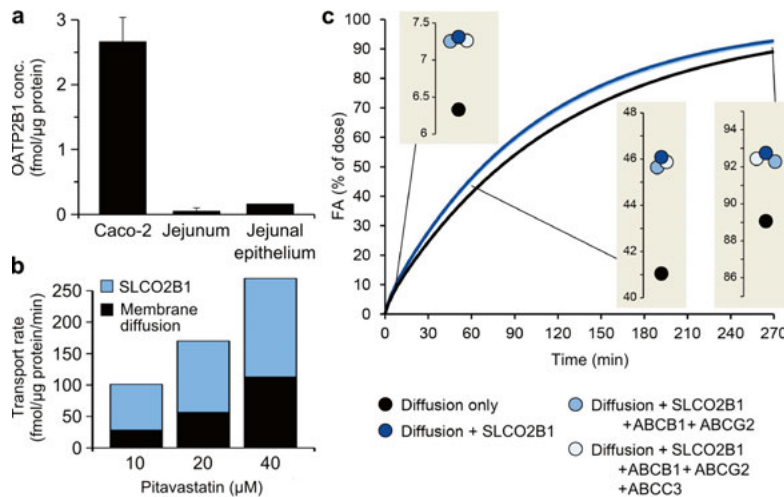 a
OATP2B1 conc.
(fmol/µg protein)
3
2
1
0
Caco-2
Jejunum
Jejunal
epithelium
b
SLCO2B1
Membrane
diffusion
Transport rate
(fmol/µg protein/min)
250
200
150
100
50
0
10
20
40
Pitavastatin (µM)
c
FA (% of dose)
100
90
80
70
60
50
40
30
20
10
0
7.5
7
6.5
6
48
46
44
42
40
94
92
90
88
86
0
30
60
90
120
150
180
210
240
270
Time (min)
Diffusion only
Diffusion + SLCO2B1
Diffusion + SLCO2B1
+ABCB1+ ABCG2
Diffusion + SLCO2B1
+ABCB1+ ABCG2
+ABCC3